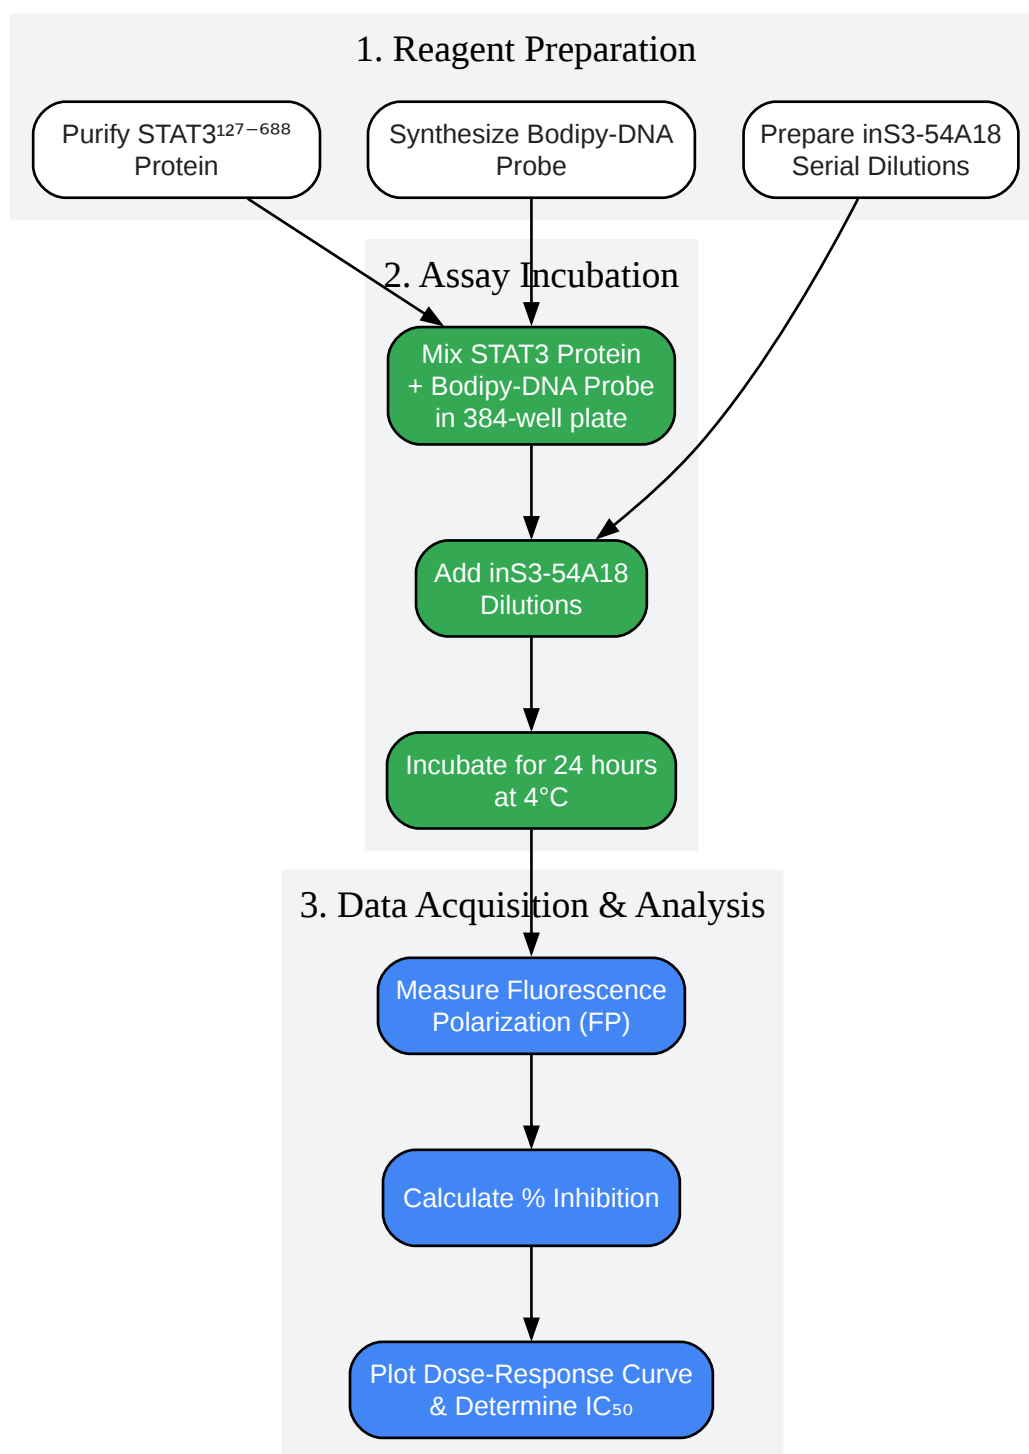 1. Reagent Preparation
Purify STAT3¹²⁷⁻⁶⁸⁸
Protein
Synthesize Bodipy-DNA
Probe
Prepare inS3-54A18
Serial Dilutions
2. Assay Incubation
Mix STAT3 Protein
+ Bodipy-DNA Probe
in 384-well plate
Add inS3-54A18
Dilutions
Incubate for 24 hours
at 4°C
3. Data Acquisition & Analysis
Measure Fluorescence
Polarization (FP)
Calculate % Inhibition
Plot Dose-Response Curve
& Determine IC₅₀